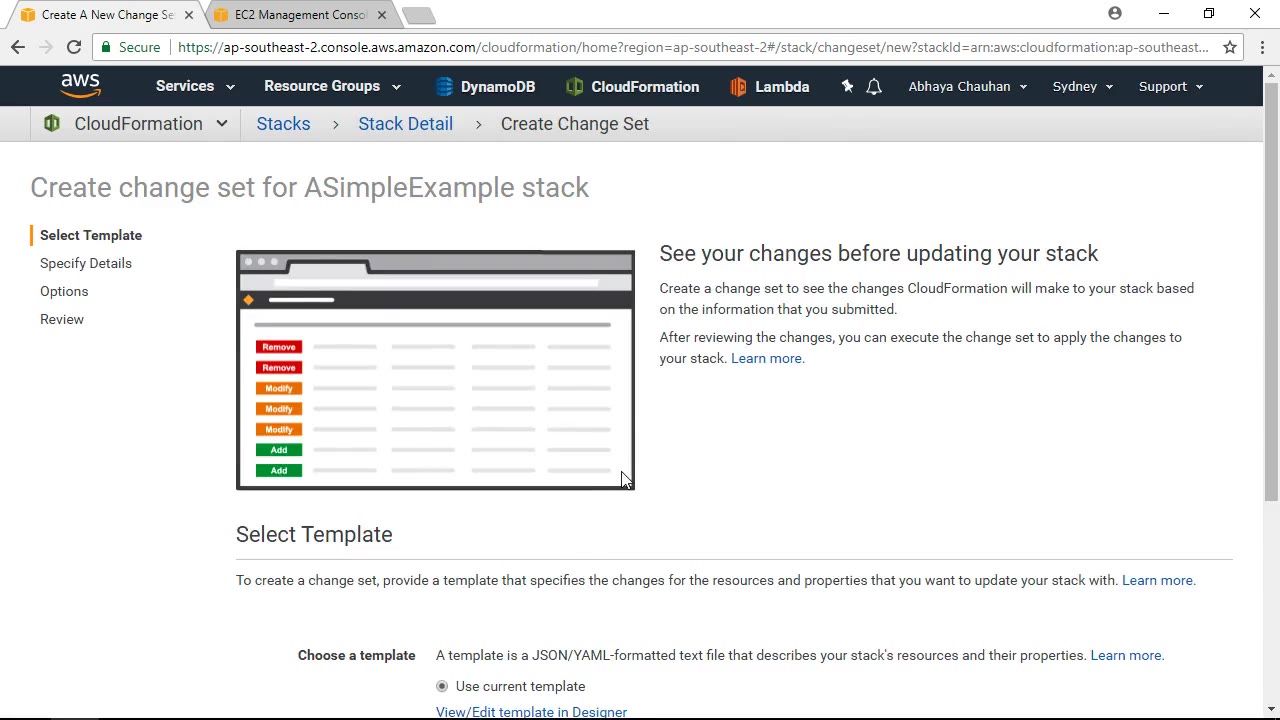 Create A New Change Se
EC2 Management Consol
Secure
https://ap-southeast-2.console.aws.amazon.com/cloudformation/home?region=ap-southeast-2#/stack/changeset/new?stackId=arn:aws:cloudformation:ap-southeast...
aws
Services
Resource Groups
DynamoDB
CloudFormation
Lambda
Abhaya Chauhan
Sydney
Support
CloudFormation
Stacks > Stack Detail > Create Change Set
Create change set for ASimpleExample stack
Select Template
Specify Details
Options
Review
Remove
Remove
Modify
Modify
Modify
Add
Add
See your changes before updating your stack
Create a change set to see the changes CloudFormation will make to your stack based
on the information that you submitted.
After reviewing the changes, you can execute the change set to apply the changes to
your stack. Learn more.
Select Template
To create a change set, provide a template that specifies the changes for the resources and properties that you want to update your stack with. Learn more.
Choose a template
A template is a JSON/YAML-formatted text file that describes your stack's resources and their properties. Learn more.
Use current template
View/Edit template in Designer